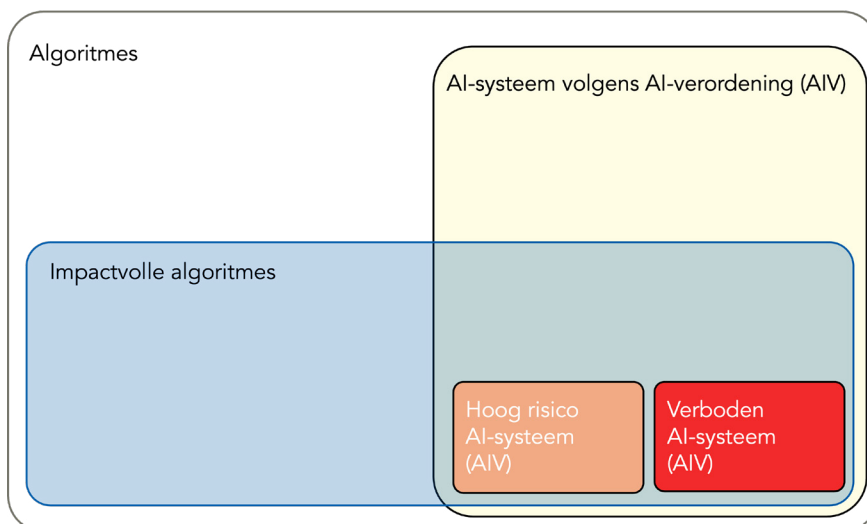 Algoritmes
AI-systeem volgens AI-verordening (AIV)
Impactvolle algoritmes
Hoog risico
AI-systeem
(AIV)
Verboden
AI-systeem
(AIV)